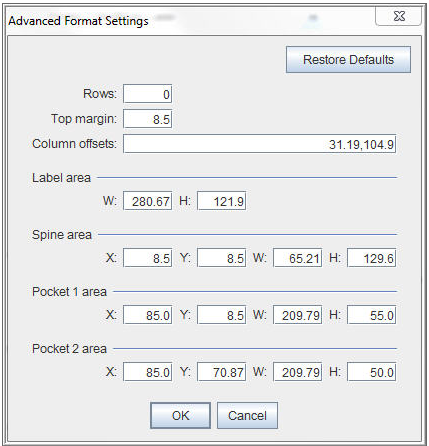 Advanced Format Settings
Restore Defaults
Rows: 0
Top margin: 8.5
Column offsets: 31.19,104.9
Label area
W: 280.67 H: 121.9
Spine area
X: 8.5 Y: 8.5 W: 65.21 H: 129.6
Pocket 1 area
X: 85.0 Y: 8.5 W: 209.79 H: 55.0
Pocket 2 area
X: 85.0 Y: 70.87 W: 209.79 H: 50.0
OK Cancel